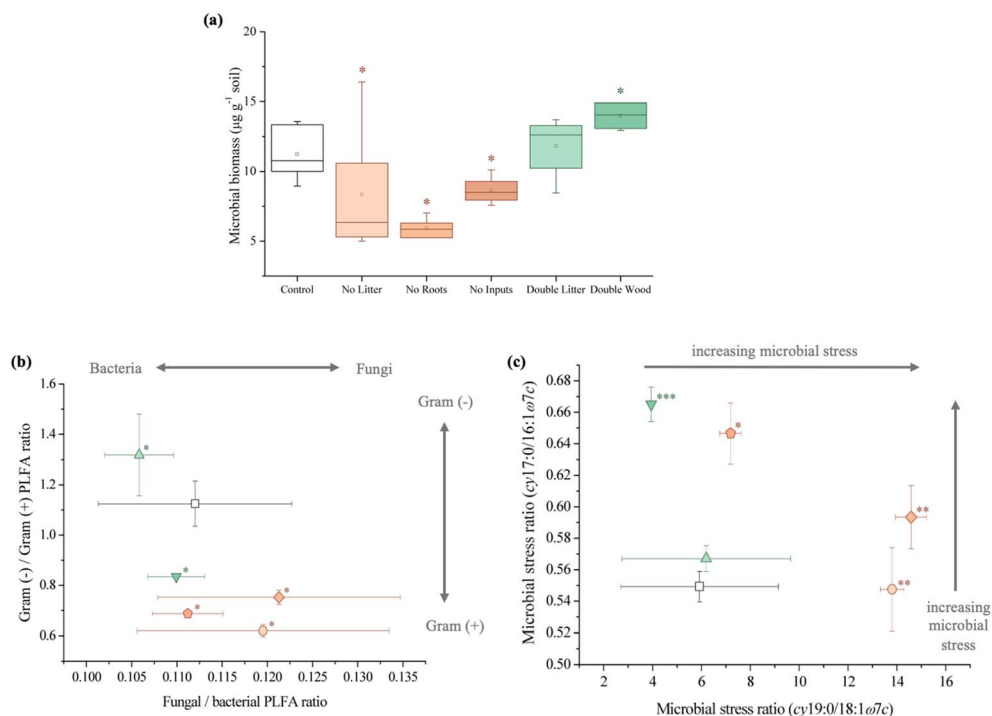 (a)
Microbial biomass (µg g⁻¹ soil)
15
10
5
*
*
*
*
Control
No Litter
No Roots
No Inputs
Double Litter
Double Wood
(b)
Bacteria
Fungi
Gram (-)
Gram (+)
Gram (-) / Gram (+) PLFA ratio
1.6
1.4
1.2
1.0
0.8
0.6
*
*
*
*
*
0.100
0.105
0.110
0.115
0.120
0.125
0.130
0.135
Fungal / bacterial PLFA ratio
(c)
increasing microbial stress
Microbial stress ratio (cy17:0/16:1ω7c)
0.68
0.66
0.64
0.62
0.60
0.58
0.56
0.54
0.52
0.50
***
*
**
**
increasing
microbial
stress
2
4
6
8
10
12
14
16
Microbial stress ratio (cy19:0/18:1ω7c)